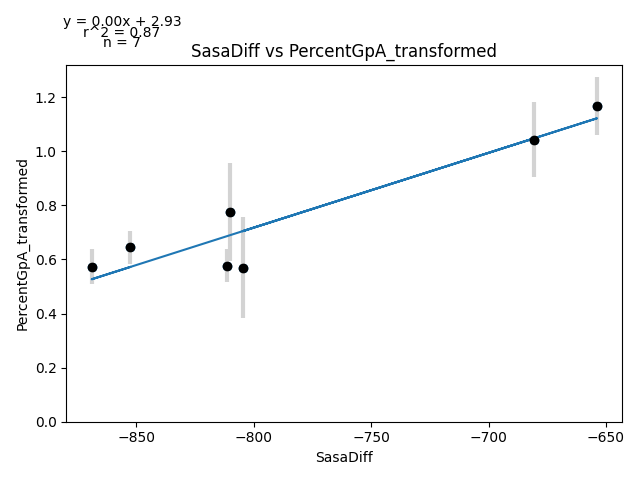 y = 0.00x + 2.93
r^2 = 0.87
n = 7
SasaDiff vs PercentGpA_transformed
PercentGpA_transformed
1.2
1.0
0.8
0.6
0.4
0.2
0.0
−850
−800
−750
−700
−650
SasaDiff